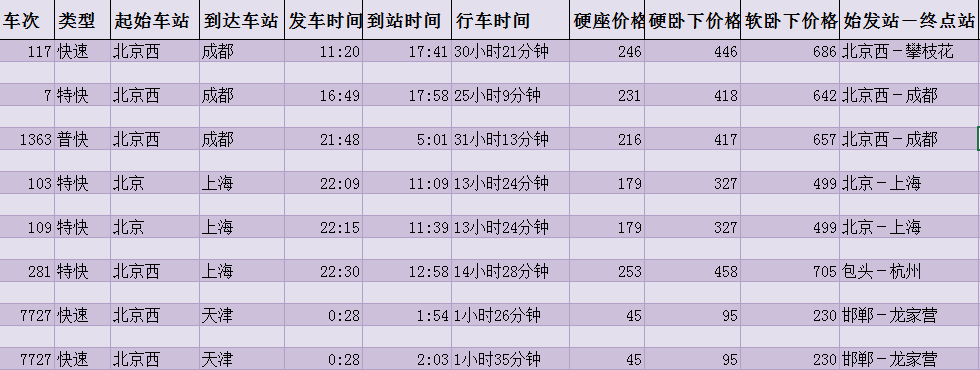 车次 类型 起始车站 到达车站 发车时间 到站时间 行车时间 硬座价格 硬卧下价格 软卧下价格 始发站－终点站
117 快速 北京西 成都 11:20 17:41 30小时21分钟 246 446 686 北京西－攀枝花
7 特快 北京西 成都 16:49 17:58 25小时9分钟 231 418 642 北京西－成都
1363 普快 北京西 成都 21:48 5:01 31小时13分钟 216 417 657 北京西－成都
103 特快 北京 上海 22:09 11:09 13小时24分钟 179 327 499 北京－上海
109 特快 北京 上海 22:15 11:39 13小时24分钟 179 327 499 北京－上海
281 特快 北京西 上海 22:30 12:58 14小时28分钟 253 458 705 包头－杭州
7727 快速 北京西 天津 0:28 1:54 1小时26分钟 45 95 230 邯郸－龙家营
7727 快速 北京西 天津 0:28 2:03 1小时35分钟 45 95 230 邯郸－龙家营